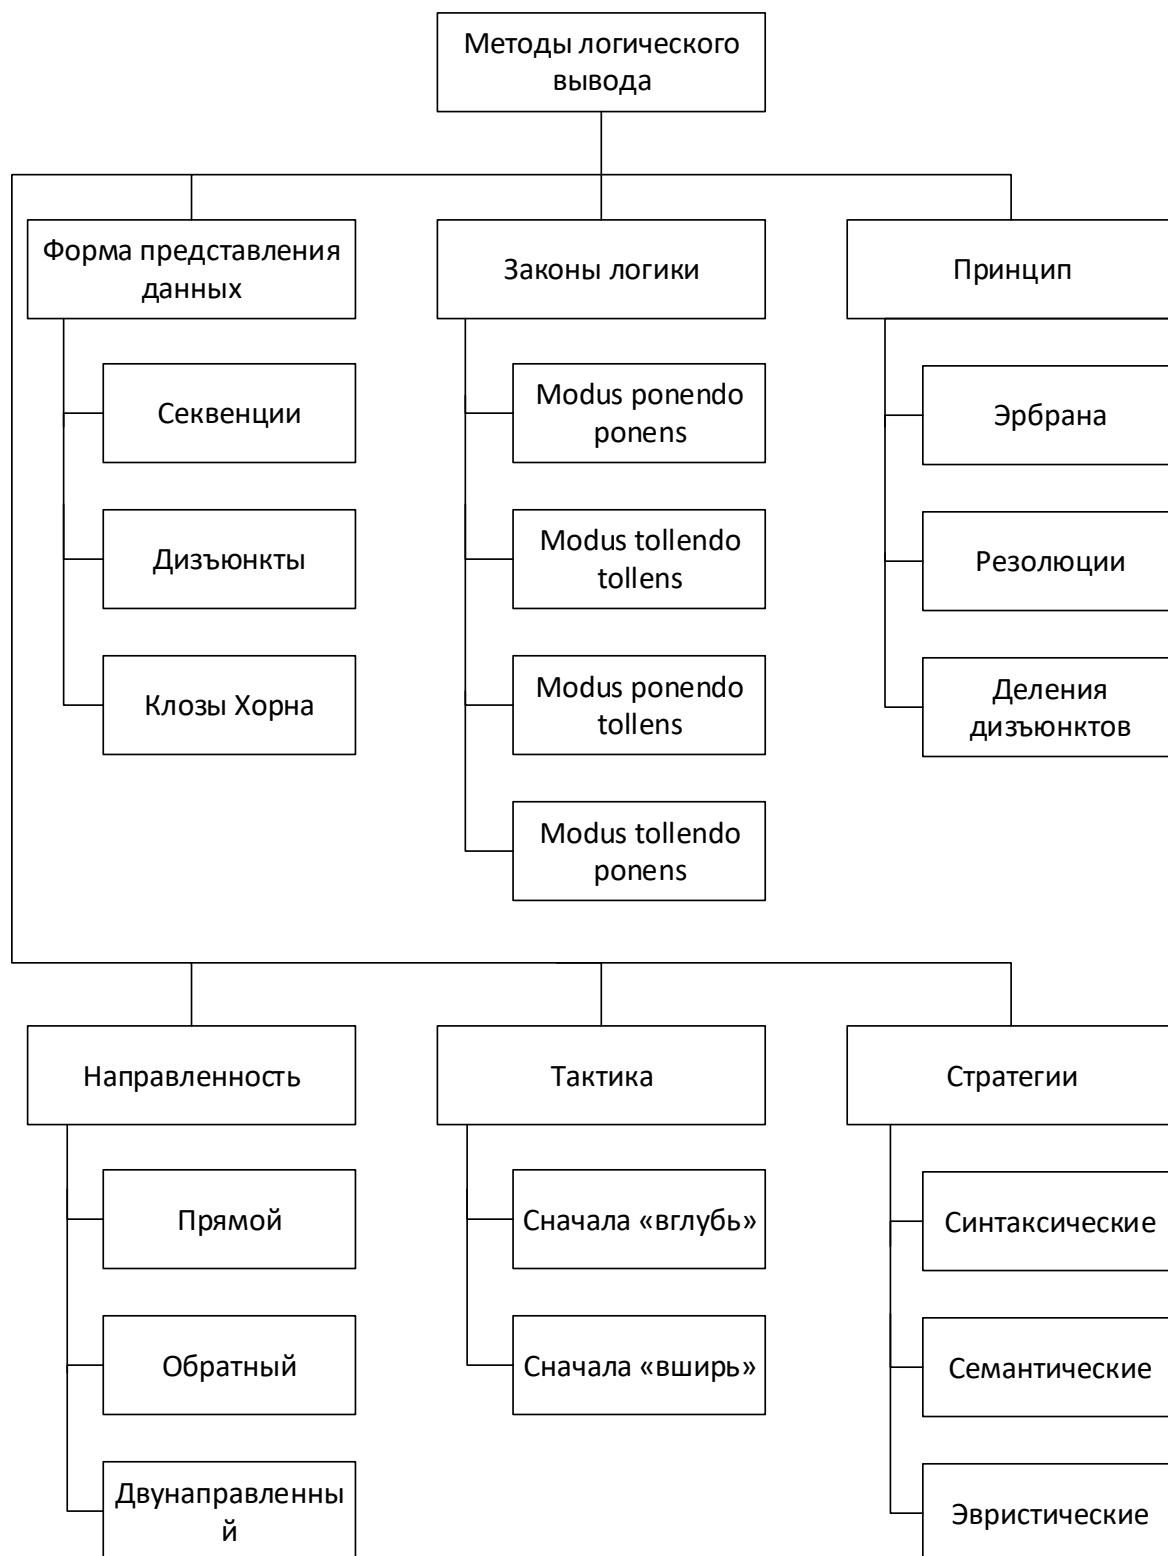 Методы логического
вывода
Форма представления
данных
Секвенции
Дизъюнкты
Клозы Хорна
Законы логики
Modus ponendo
ponens
Modus tollendo
tollens
Modus ponendo
tollens
Modus tollendo
ponens
Принцип
Эрбрана
Резолюции
Деления
дизъюнктов
Направленность
Прямой
Обратный
Двунаправленны
й
Тактика
Сначала «вглубь»
Сначала «вширь»
Стратегии
Синтаксические
Семантические
Эвристические